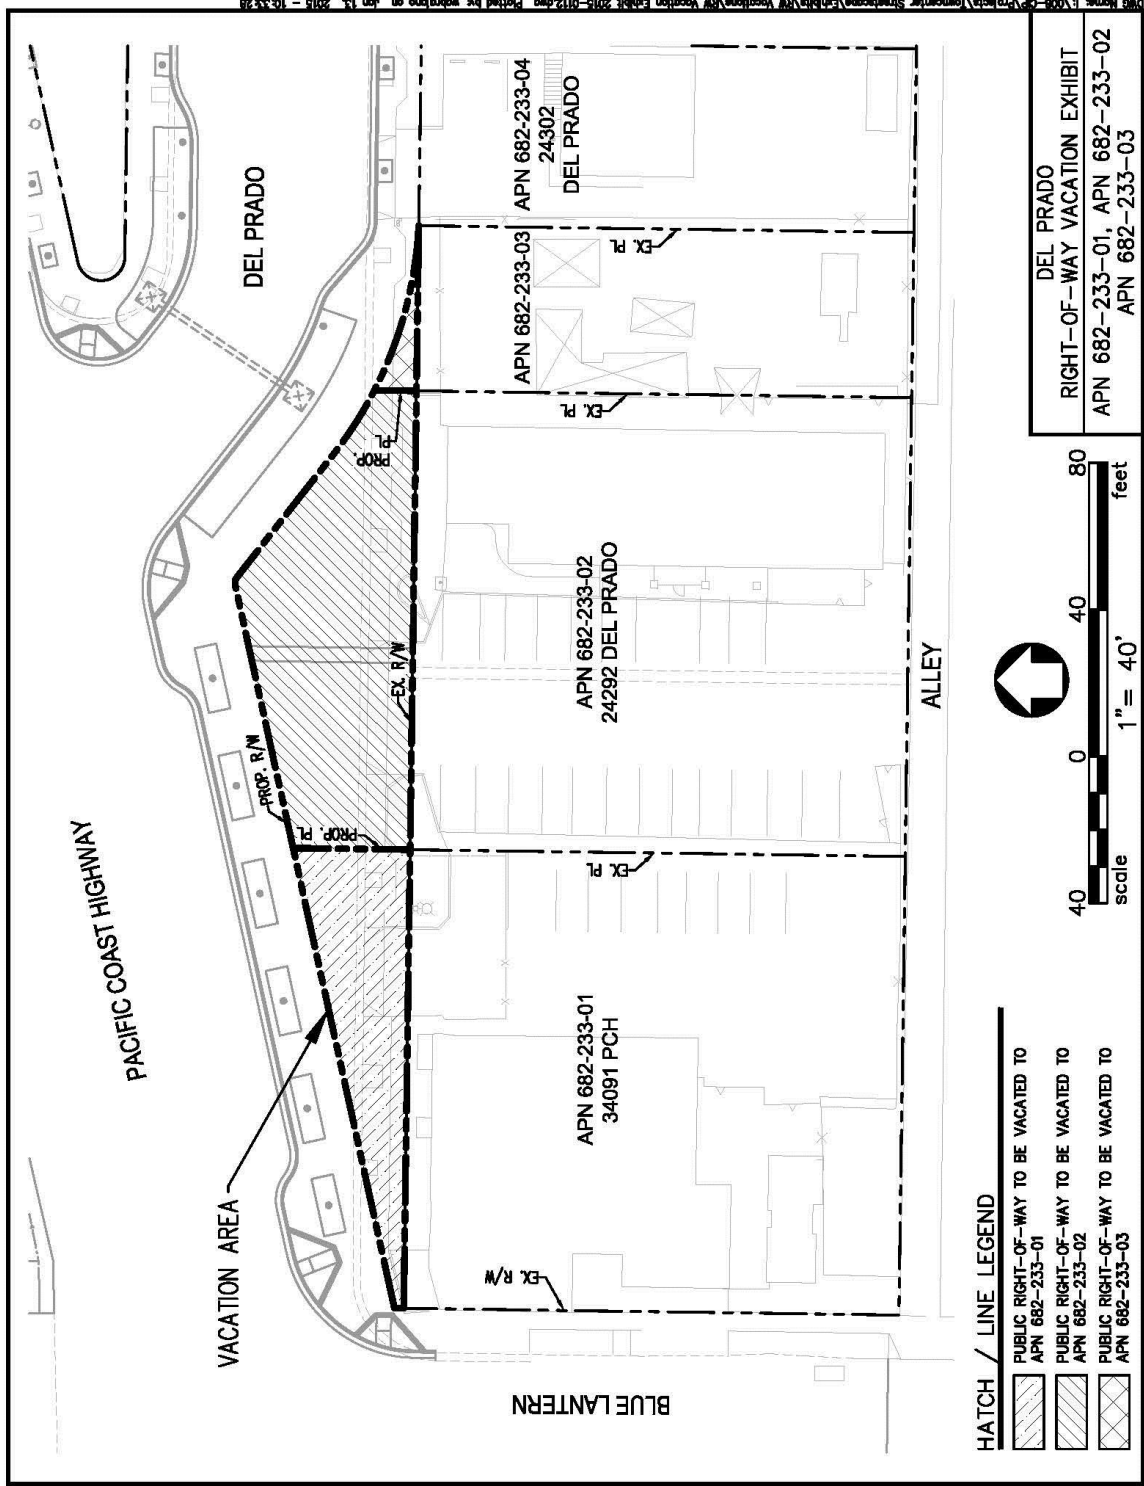 PACIFIC COAST HIGHWAY
DEL PRADO
VACATION AREA
BLUE LANTERN
PROP. R/W
PROP. PL
PROP.
PL
EX. R/W
EX. R/W
EX. PL
EX. PL
EX. PL
APN 682-233-01
34091 PCH
APN 682-233-02
24292 DEL PRADO
APN 682-233-03
APN 682-233-04
24302
DEL PRADO
ALLEY
HATCH / LINE LEGEND
PUBLIC RIGHT-OF-WAY TO BE VACATED TO
APN 682-233-01
PUBLIC RIGHT-OF-WAY TO BE VACATED TO
APN 682-233-02
PUBLIC RIGHT-OF-WAY TO BE VACATED TO
APN 682-233-03
40 0 40 80
scale 1"= 40' feet
DEL PRADO
RIGHT-OF-WAY VACATION EXHIBIT
APN 682-233-01, APN 682-233-02
APN 682-233-03